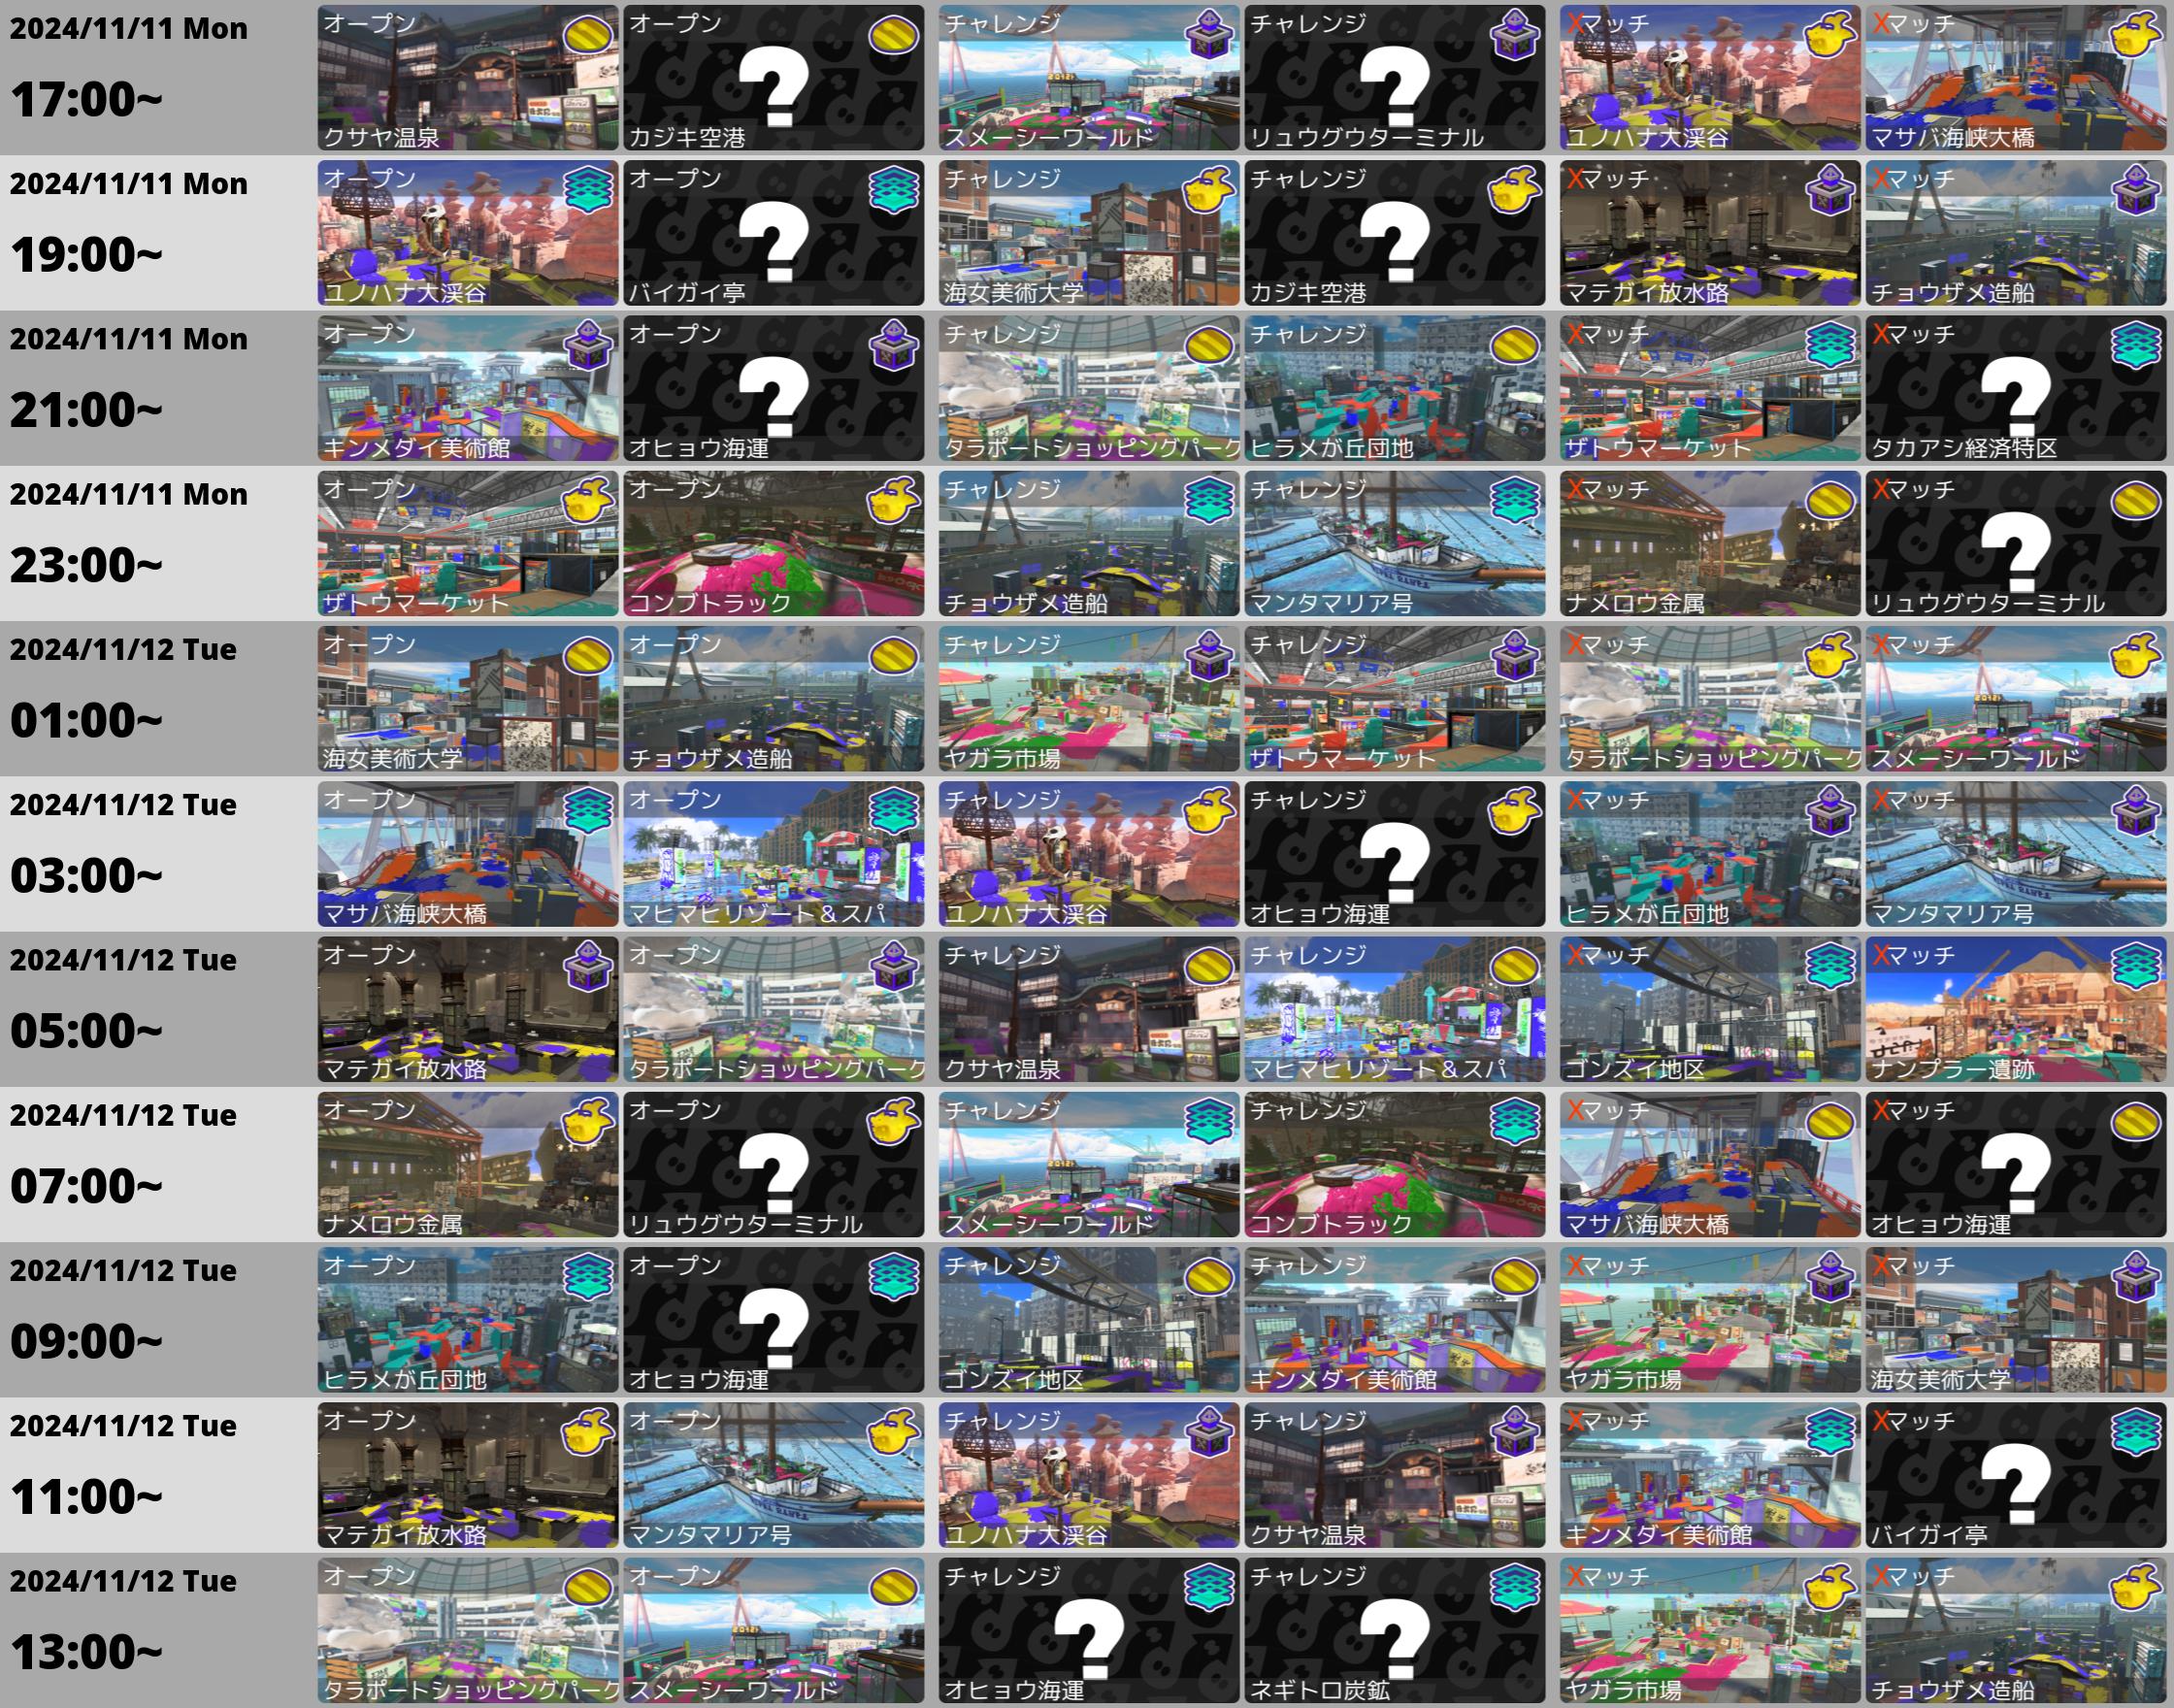 2024/11/11 Mon
17:00~
オープン
クサヤ温泉
オープン
カジキ空港
チャレンジ
スメーシーワールド
チャレンジ
リュウグウターミナル
Xマッチ
ユノハナ大渓谷
Xマッチ
マサバ海峡大橋
2024/11/11 Mon
19:00~
オープン
ユノハナ大渓谷
オープン
バイガイ亭
チャレンジ
海女美術大学
チャレンジ
カジキ空港
Xマッチ
マテガイ放水路
Xマッチ
チョウザメ造船
2024/11/11 Mon
21:00~
オープン
キンメダイ美術館
オープン
オヒョウ海運
チャレンジ
タラポートショッピングパーク
チャレンジ
ヒラメが丘団地
Xマッチ
ザトウマーケット
Xマッチ
タカアシ経済特区
2024/11/11 Mon
23:00~
オープン
ザトウマーケット
オープン
コンブトラック
チャレンジ
チョウザメ造船
チャレンジ
マンタマリア号
Xマッチ
ナメロウ金属
Xマッチ
リュウグウターミナル
2024/11/12 Tue
01:00~
オープン
海女美術大学
オープン
チョウザメ造船
チャレンジ
ヤガラ市場
チャレンジ
ザトウマーケット
Xマッチ
タラポートショッピングパーク
Xマッチ
スメーシーワールド
2024/11/12 Tue
03:00~
オープン
マサバ海峡大橋
オープン
マヒマヒリゾート＆スパ
チャレンジ
ユノハナ大渓谷
チャレンジ
オヒョウ海運
Xマッチ
ヒラメが丘団地
Xマッチ
マンタマリア号
2024/11/12 Tue
05:00~
オープン
マテガイ放水路
オープン
タラポートショッピングパーク
チャレンジ
クサヤ温泉
チャレンジ
マヒマヒリゾート＆スパ
Xマッチ
ゴンズイ地区
Xマッチ
ナンプラー遺跡
2024/11/12 Tue
07:00~
オープン
ナメロウ金属
オープン
リュウグウターミナル
チャレンジ
スメーシーワールド
チャレンジ
コンブトラック
Xマッチ
マサバ海峡大橋
Xマッチ
オヒョウ海運
2024/11/12 Tue
09:00~
オープン
ヒラメが丘団地
オープン
オヒョウ海運
チャレンジ
ゴンズイ地区
チャレンジ
キンメダイ美術館
Xマッチ
ヤガラ市場
Xマッチ
海女美術大学
2024/11/12 Tue
11:00~
オープン
マテガイ放水路
オープン
マンタマリア号
チャレンジ
ユノハナ大渓谷
チャレンジ
クサヤ温泉
Xマッチ
キンメダイ美術館
Xマッチ
バイガイ亭
2024/11/12 Tue
13:00~
オープン
タラポートショッピングパーク
オープン
スメーシーワールド
チャレンジ
オヒョウ海運
チャレンジ
ネギトロ炭鉱
Xマッチ
ヤガラ市場
Xマッチ
チョウザメ造船